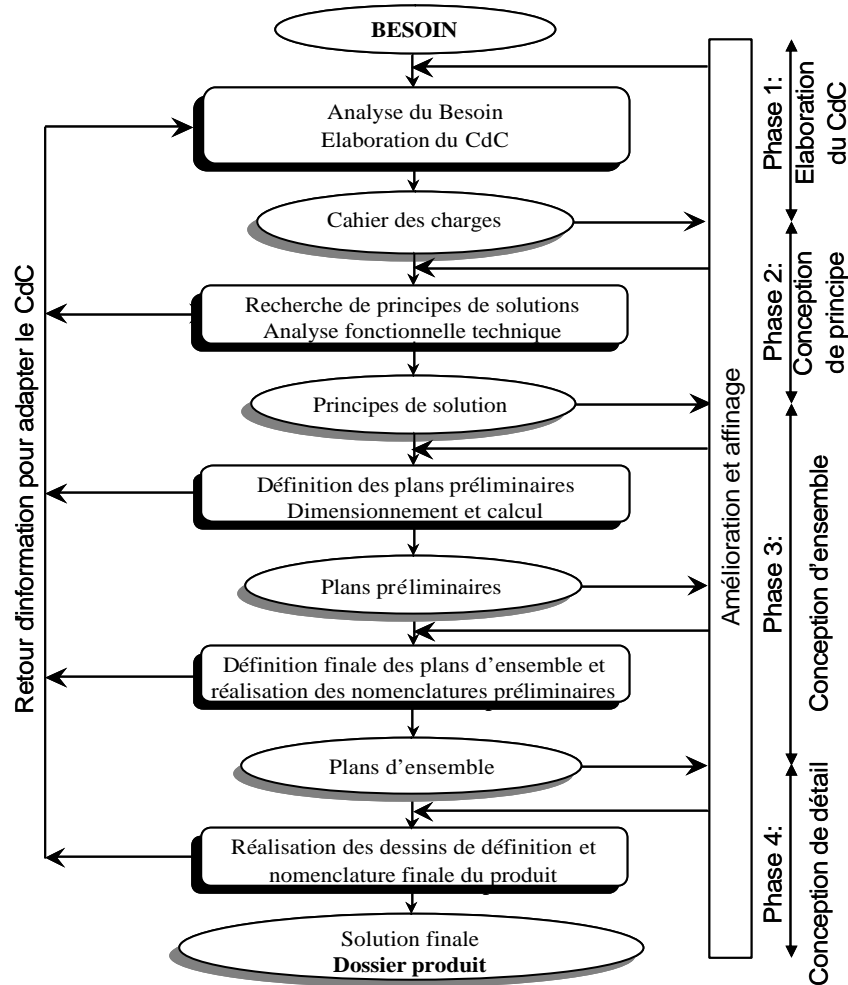 BESOIN
Analyse du Besoin
Elaboration du CdC
Cahier des charges
Recherche de principes de solutions
Analyse fonctionnelle technique
Principes de solution
Définition des plans préliminaires
Dimensionnement et calcul
Plans préliminaires
Définition finale des plans d’ensemble et
réalisation des nomenclatures préliminaires
Plans d’ensemble
Réalisation des dessins de définition et
nomenclature finale du produit
Solution finale
Dossier produit
Retour d'information pour adapter le CdC
Amélioration et affinage
Phase 1:
Elaboration
du CdC
Phase 2:
Conception
de principe
Phase 3:
Conception d’ensemble
Phase 4:
Conception de détail